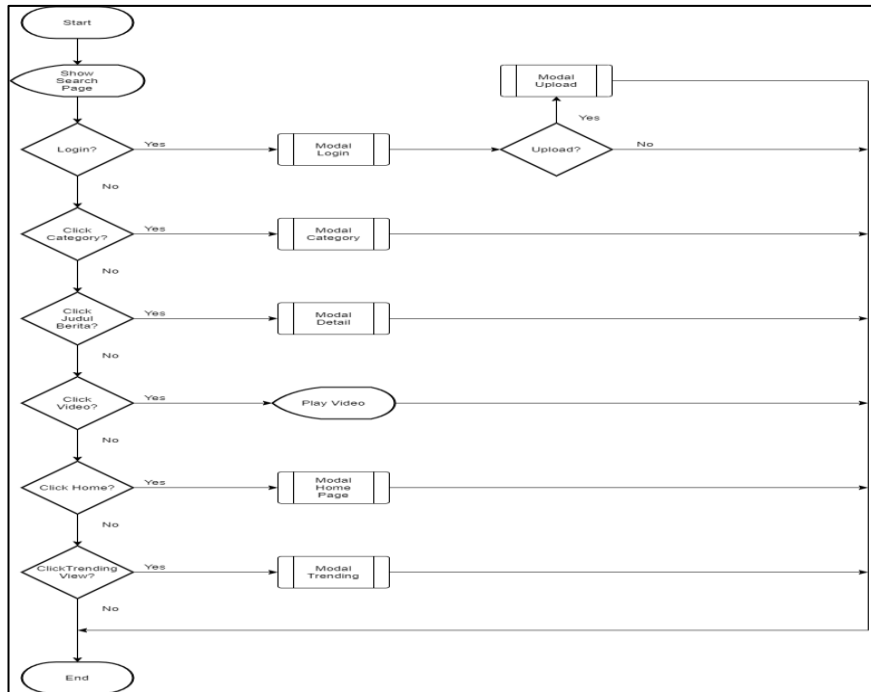 Start
Show
Search
Page
Modal
Upload
Yes
Login?
Yes
Modal
Login
Upload?
No
No
Click
Category?
Yes
Modal
Category
No
Click
Judul
Berita?
Yes
Modal
Detail
No
Click
Video?
Yes
Play Video
No
Click Home?
Yes
Modal
Home
Page
No
ClickTrending
View?
Yes
Modal
Trending
No
End